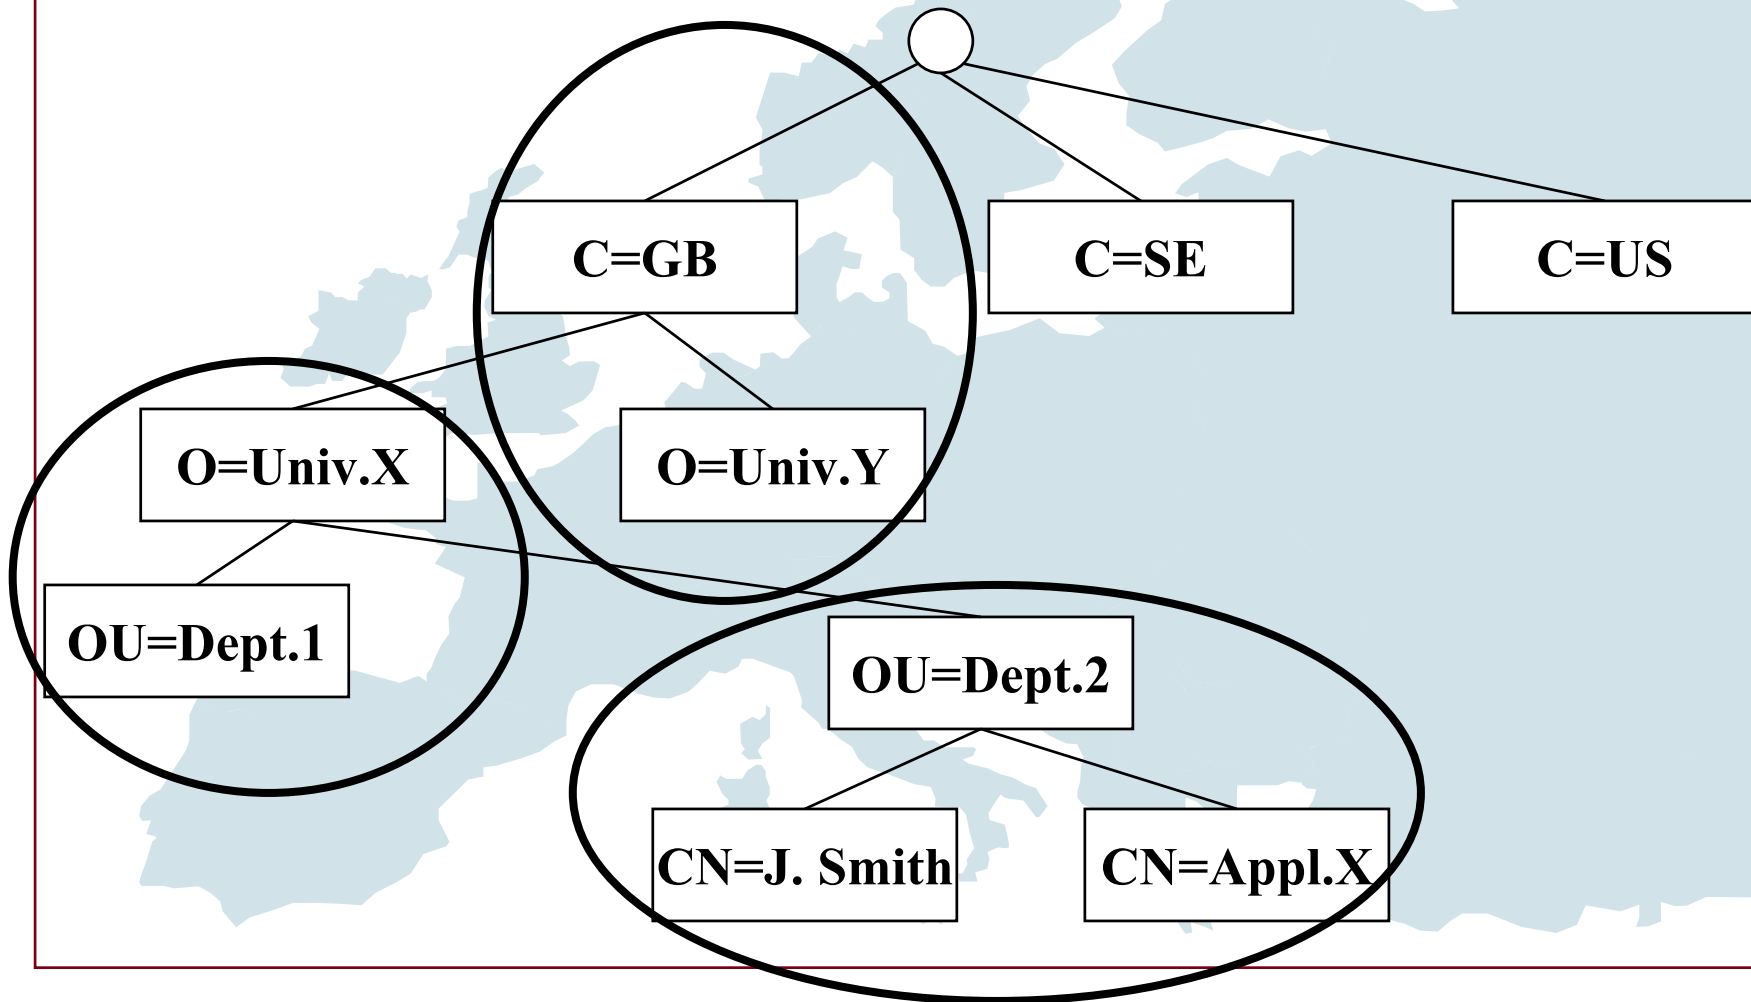 C=GB
C=SE
C=US
O=Univ.X
O=Univ.Y
OU=Dept.1
OU=Dept.2
CN=J. Smith
CN=Appl.X